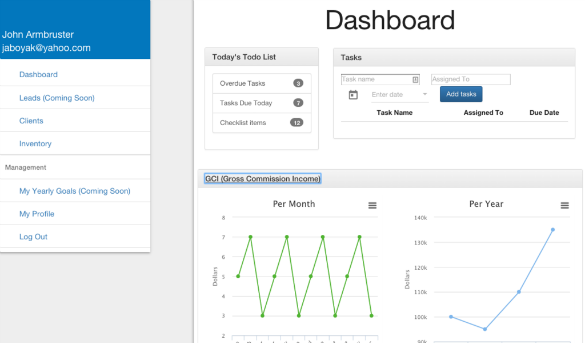 Dashboard
John Armbruster
jaboyak@yahoo.com
Dashboard
Leads (Coming Soon)
Clients
Inventory
Management
My Yearly Goals (Coming Soon)
My Profile
Log Out
Today's Todo List
Overdue Tasks 3
Tasks Due Today 7
Checklist items 12
Tasks
Task name Assigned To
Enter date Add tasks
Task Name Assigned To Due Date
GCI (Gross Commission Income)
Per Month
8
7
6
5
4
3
2
Dollars
Per Year
140k
130k
120k
110k
100k
90k
Dollars